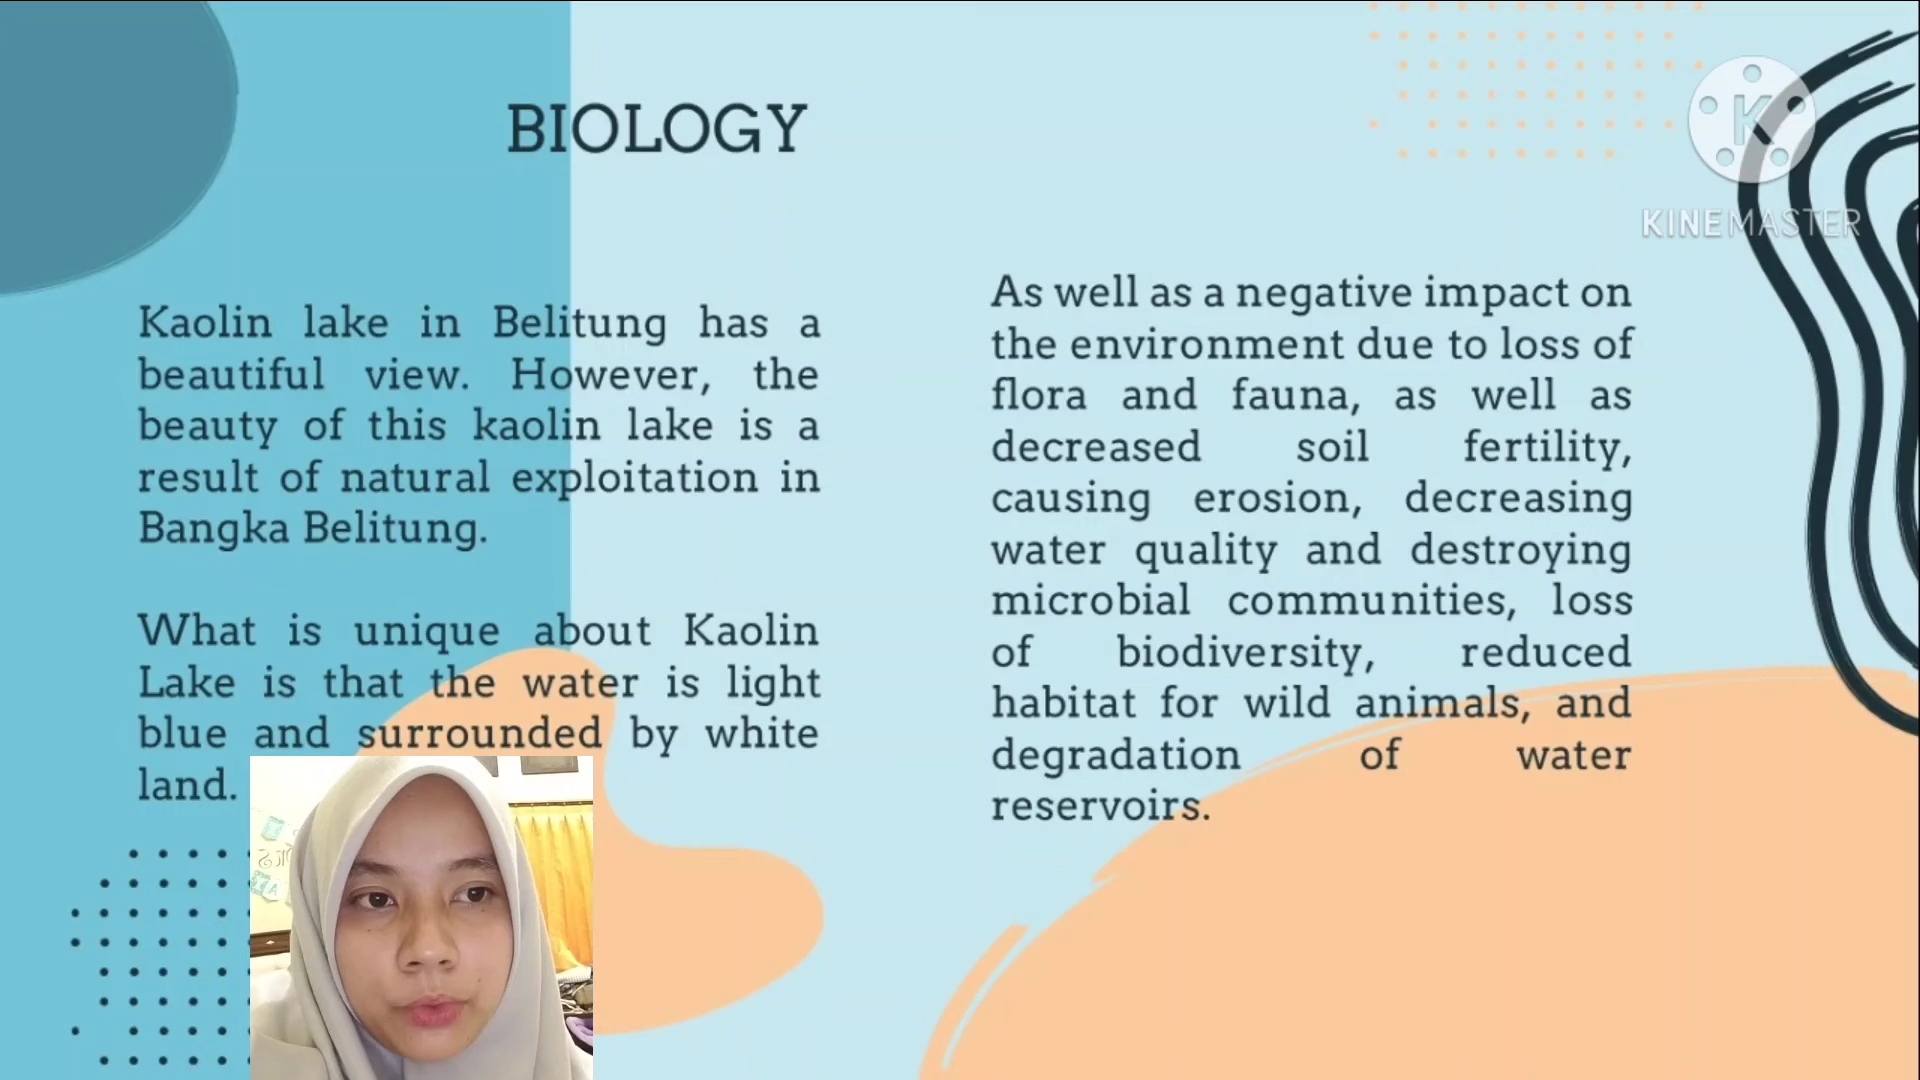 BIOLOGY
Kaolin lake in Belitung has a
beautiful view. However, the
beauty of this kaolin lake is a
result of natural exploitation in
Bangka Belitung.
What is unique about Kaolin
Lake is that the water is light
blue and surrounded by white
land.
As well as a negative impact on
the environment due to loss of
flora and fauna, as well as
decreased soil fertility,
causing erosion, decreasing
water quality and destroying
microbial communities, loss
of biodiversity, reduced
habitat for wild animals, and
degradation of water
reservoirs.
K
KINEMASTER